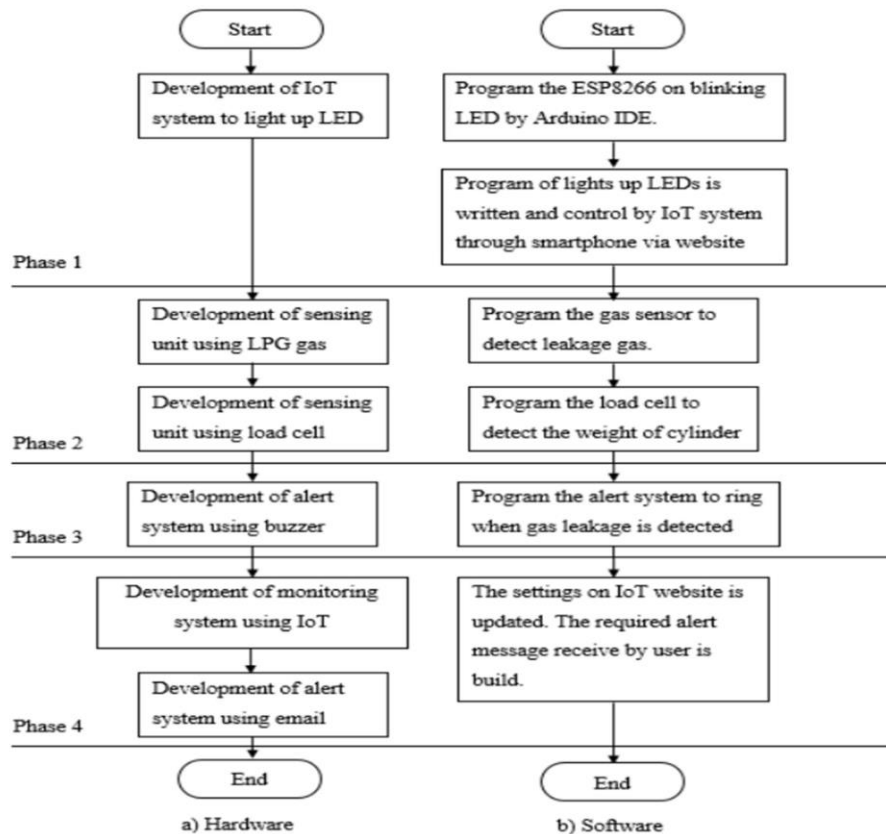 Start
Development of IoT
system to light up LED
Phase 1
Development of sensing
unit using LPG gas
Development of sensing
unit using load cell
Phase 2
Development of alert
system using buzzer
Phase 3
Development of monitoring
system using IoT
Development of alert
system using email
Phase 4
End
a) Hardware
Start
Program the ESP8266 on blinking
LED by Arduino IDE.
Program of lights up LEDs is
written and control by IoT system
through smartphone via website
Program the gas sensor to
detect leakage gas.
Program the load cell to
detect the weight of cylinder
Program the alert system to ring
when gas leakage is detected
The settings on IoT website is
updated. The required alert
message receive by user is
build.
End
b) Software